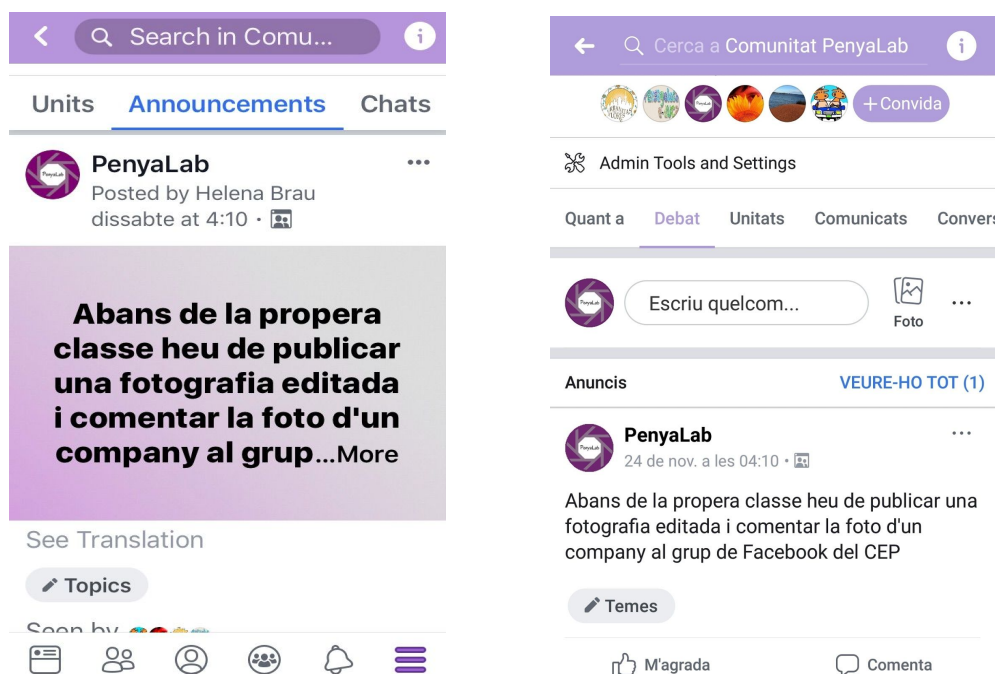 Search in Comu...
Units Announcements Chats
PenyaLab
Posted by Helena Brau
dissabte at 4:10 ·
Abans de la propera
classe heu de publicar
una fotografia editada
i comentar la foto d'un
company al grup...More
See Translation
Topics
Seen by
Cerca a Comunitat PenyaLab
+Convida
Admin Tools and Settings
Quant a Debat Unitats Comunicats Convers
Escriu quelcom...
Foto
Anuncis VEURE-HO TOT (1)
PenyaLab
24 de nov. a les 04:10 ·
Abans de la propera classe heu de publicar una
fotografia editada i comentar la foto d'un
company al grup de Facebook del CEP
Temes
M'agrada Comenta